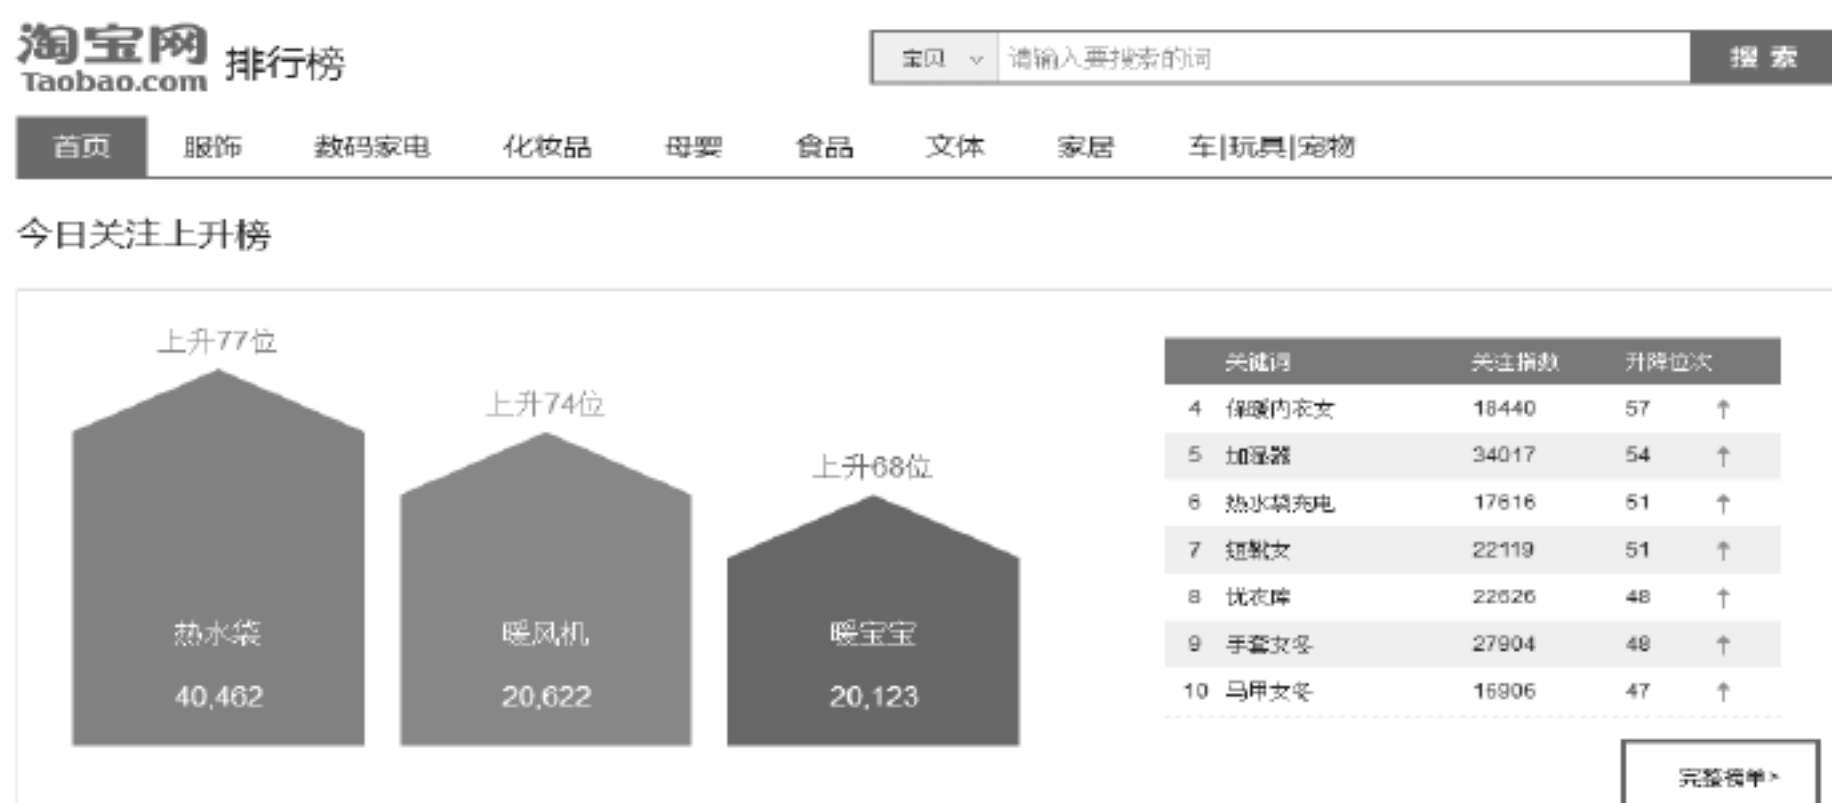 淘宝网
Taobao.com
排行榜
宝贝 请输入要搜索的词 搜 索
首页 服饰 数码家电 化妆品 母婴 食品 文体 家居 车|玩具|宠物
今日关注上升榜
上升77位
热水袋
40,462
上升74位
暖风机
20,622
上升68位
暖宝宝
20,123
关键词 关注指数 升降位次
4 保暖内衣女 18440 57 ↑
5 加湿器 34017 54 ↑
6 热水袋充电 17616 51 ↑
7 短靴女 22119 51 ↑
8 优衣库 22626 48 ↑
9 手套女冬 27904 48 ↑
10 马甲女冬 16906 47 ↑
完整榜单>